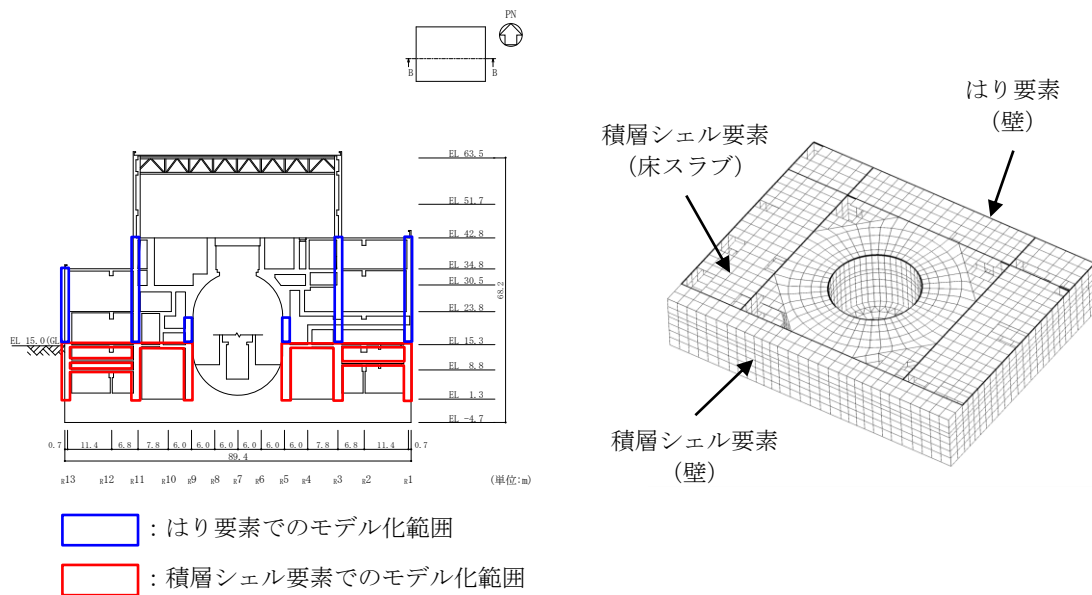 PN
B B
EL 63.5
EL 51.7
EL 42.8
EL 34.8
EL 30.5
EL 23.8
EL 15.0(GL)
EL 15.3
EL 8.8
EL 1.3
EL -4.7
68.2
0.7 11.4 6.8 7.8 6.0 6.0 6.0 6.0 6.0 6.0 7.8 6.8 11.4 0.7
89.4
R13 R12 R11 R10 R9 R8 R7 R6 R5 R4 R3 R2 R1 (単位:m)
:はり要素でのモデル化範囲
:積層シェル要素でのモデル化範囲
はり要素
(壁)
積層シェル要素
(床スラブ)
積層シェル要素
(壁)